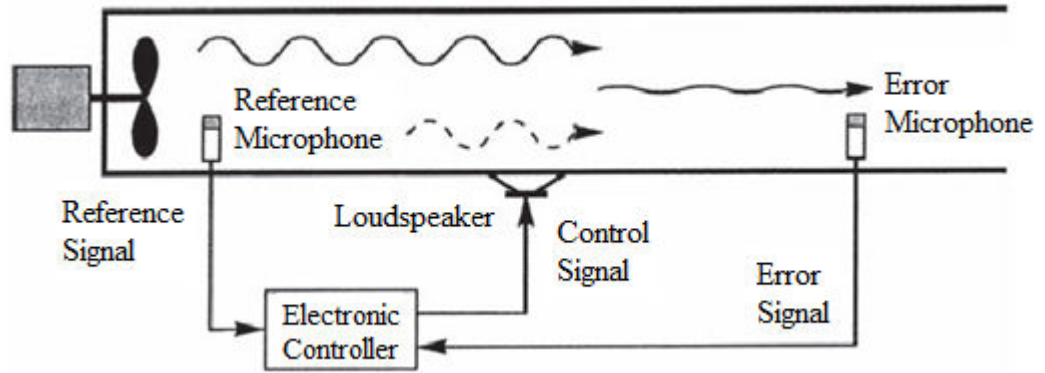 Reference
Microphone
Error
Microphone
Reference
Signal
Loudspeaker
Control
Signal
Error
Signal
Electronic
Controller